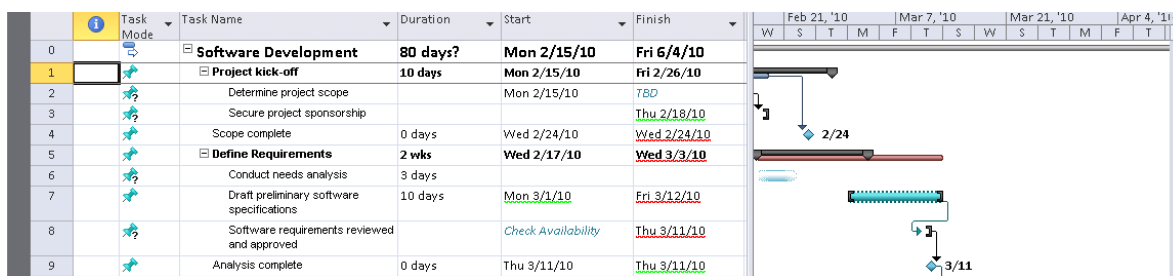 Task Mode Task Name Duration Start Finish Feb 21, '10 Mar 7, '10 Mar 21, '10 Apr 4, '1
W S T M F T S W S T M F T
0 Software Development 80 days? Mon 2/15/10 Fri 6/4/10
1 Project kick-off 10 days Mon 2/15/10 Fri 2/26/10
2 Determine project scope Mon 2/15/10 TBD
3 Secure project sponsorship Thu 2/18/10
4 Scope complete 0 days Wed 2/24/10 Wed 2/24/10 2/24
5 Define Requirements 2 wks Wed 2/17/10 Wed 3/3/10
6 Conduct needs analysis 3 days
7 Draft preliminary software specifications 10 days Mon 3/1/10 Fri 3/12/10
8 Software requirements reviewed and approved Check Availability Thu 3/11/10
9 Analysis complete 0 days Thu 3/11/10 Thu 3/11/10 3/11